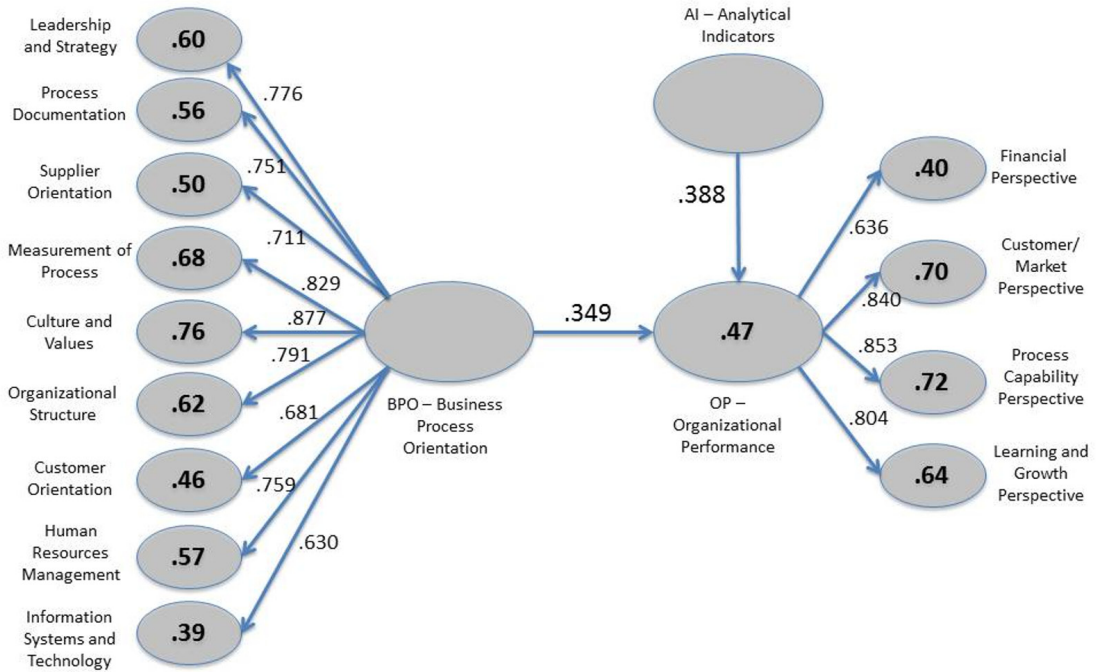 Leadership
and Strategy
.60
.776
Process
Documentation
.56
.751
Supplier
Orientation
.50
.711
Measurement of
Process
.68
.829
Culture and
Values
.76
.877
Organizational
Structure
.62
.791
Customer
Orientation
.46
.681
Human
Resources
Management
.57
.759
Information
Systems and
Technology
.39
.630
BPO – Business
Process
Orientation
.349
AI – Analytical
Indicators
.388
.47
OP –
Organizational
Performance
.636
.40
Financial
Perspective
.840
.70
Customer/
Market
Perspective
.853
.72
Process
Capability
Perspective
.804
.64
Learning and
Growth
Perspective